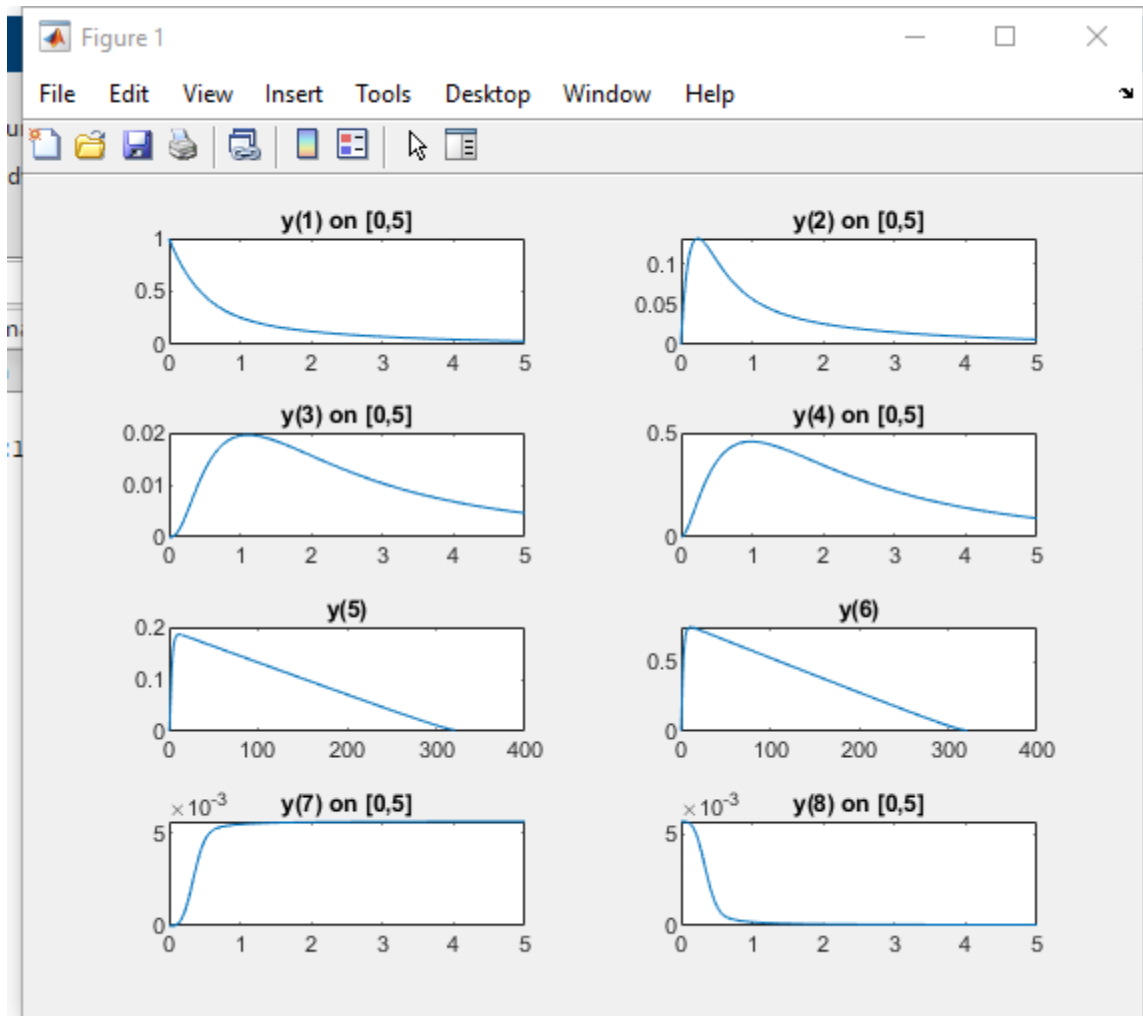 Figure 1
File Edit View Insert Tools Desktop Window Help
y(1) on [0,5]
1
0.5
0
0 1 2 3 4 5
y(2) on [0,5]
0.1
0.05
0
0 1 2 3 4 5
y(3) on [0,5]
0.02
0.01
0
0 1 2 3 4 5
y(4) on [0,5]
0.5
0
0 1 2 3 4 5
y(5)
0.2
0.1
0
0 100 200 300 400
y(6)
0.5
0
0 100 200 300 400
×10-3 y(7) on [0,5]
5
0
0 1 2 3 4 5
×10-3 y(8) on [0,5]
5
0
0 1 2 3 4 5